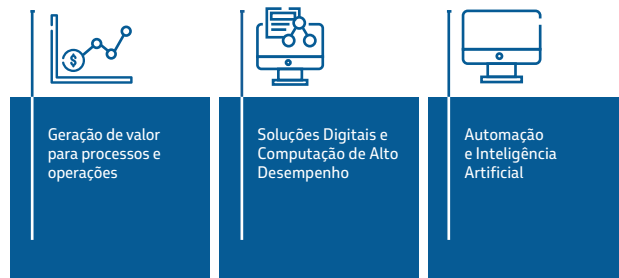 Geração de valor
para processos e
operações
Soluções Digitais e
Computação de Alto
Desempenho
Automação
e Inteligência
Artificial